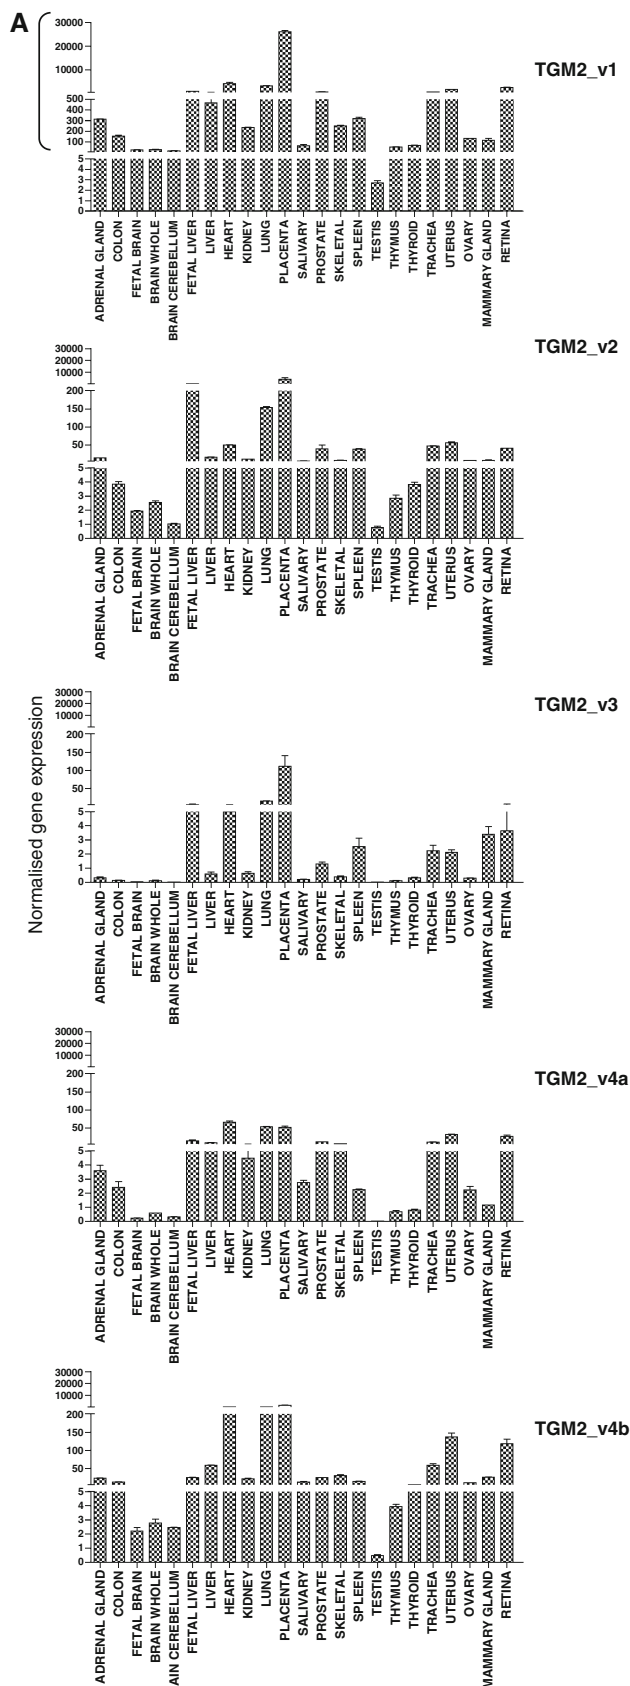 A
TGM2_v1
30000
20000
10000
500
400
300
200
100
5
4
3
2
1
0
ADRENAL GLAND
COLON
FETAL BRAIN
BRAIN WHOLE
BRAIN CEREBELLUM
FETAL LIVER
LIVER
HEART
KIDNEY
LUNG
PLACENTA
SALIVARY
PROSTATE
SKELETAL
SPLEEN
TESTIS
THYMUS
THYROID
TRACHEA
UTERUS
OVARY
MAMMARY GLAND
RETINA
TGM2_v2
30000
20000
10000
200
150
100
50
5
4
3
2
1
0
ADRENAL GLAND
COLON
FETAL BRAIN
BRAIN WHOLE
BRAIN CEREBELLUM
FETAL LIVER
LIVER
HEART
KIDNEY
LUNG
PLACENTA
SALIVARY
PROSTATE
SKELETAL
SPLEEN
TESTIS
THYMUS
THYROID
TRACHEA
UTERUS
OVARY
MAMMARY GLAND
RETINA
Normalised gene expression
TGM2_v3
30000
20000
10000
200
150
100
50
5
4
3
2
1
0
ADRENAL GLAND
COLON
FETAL BRAIN
BRAIN WHOLE
BRAIN CEREBELLUM
FETAL LIVER
LIVER
HEART
KIDNEY
LUNG
PLACENTA
SALIVARY
PROSTATE
SKELETAL
SPLEEN
TESTIS
THYMUS
THYROID
TRACHEA
UTERUS
OVARY
MAMMARY GLAND
RETINA
TGM2_v4a
30000
20000
10000
200
150
100
50
5
4
3
2
1
0
ADRENAL GLAND
COLON
FETAL BRAIN
BRAIN WHOLE
BRAIN CEREBELLUM
FETAL LIVER
LIVER
HEART
KIDNEY
LUNG
PLACENTA
SALIVARY
PROSTATE
SKELETAL
SPLEEN
TESTIS
THYMUS
THYROID
TRACHEA
UTERUS
OVARY
MAMMARY GLAND
RETINA
TGM2_v4b
30000
20000
10000
200
150
100
50
5
4
3
2
1
0
ADRENAL GLAND
COLON
FETAL BRAIN
BRAIN WHOLE
AIN CEREBELLUM
FETAL LIVER
LIVER
HEART
KIDNEY
LUNG
PLACENTA
SALIVARY
PROSTATE
SKELETAL
SPLEEN
TESTIS
THYMUS
THYROID
TRACHEA
UTERUS
OVARY
MAMMARY GLAND
RETINA